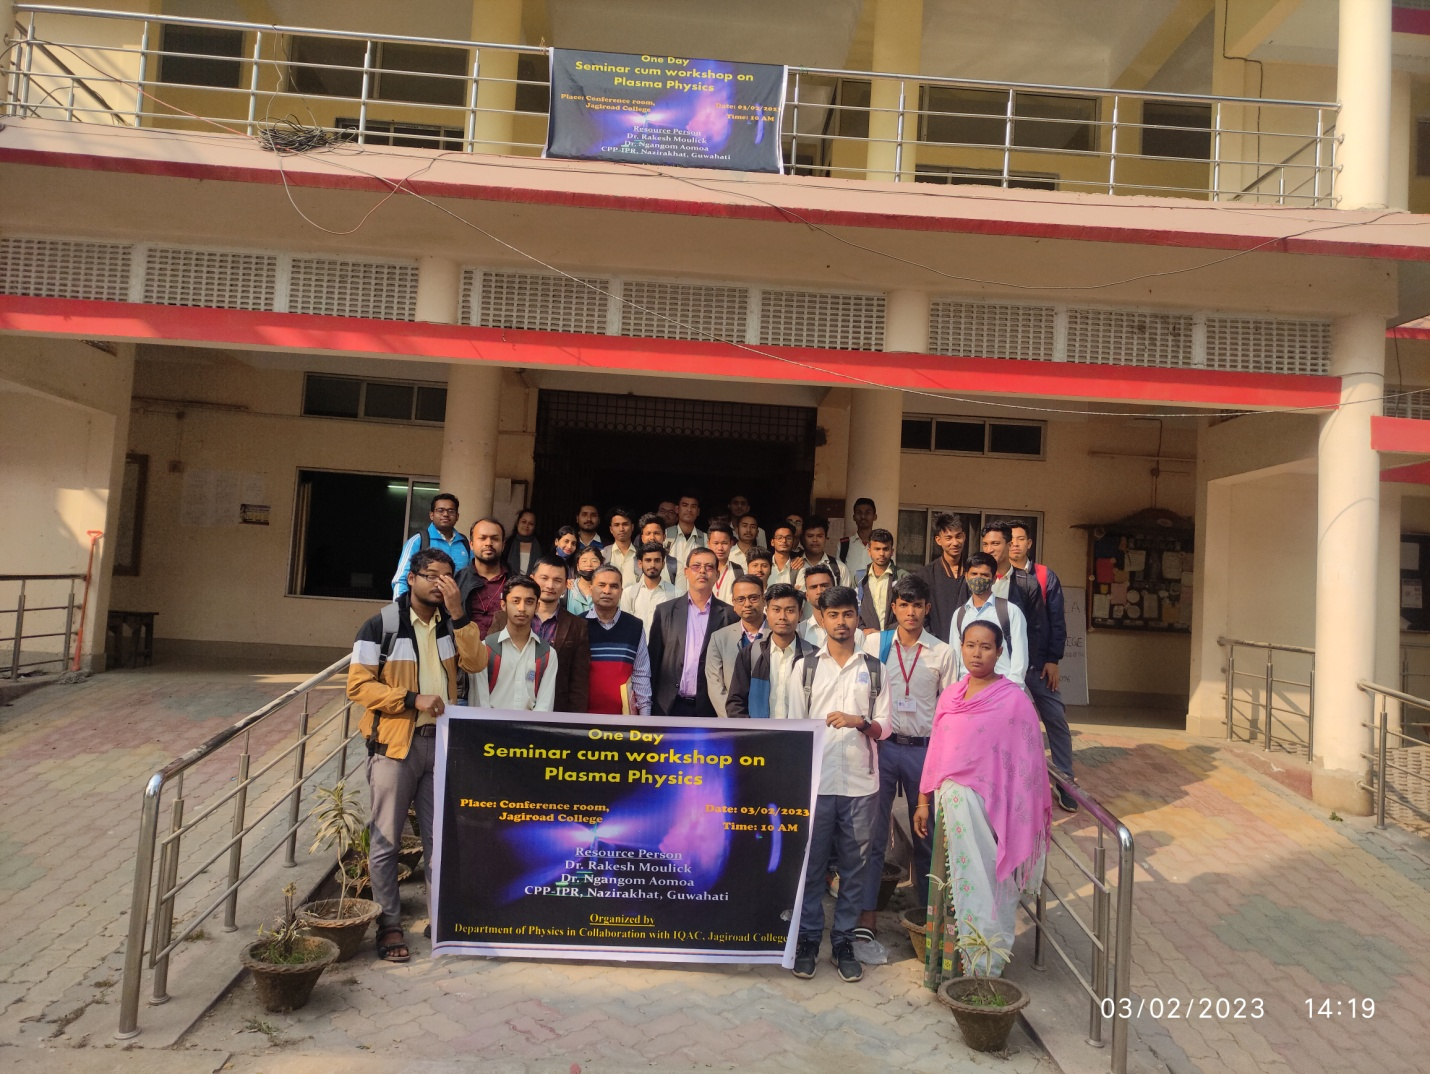 One Day
Seminar cum workshop on
Plasma Physics
Place: Conference room,
Jagiroad College
Date: 03/02/202
Time: 10 AM
Resource Person
Dr. Rakesh Moulick
Dr. Ngangom Aomoa
CPP-IPR, Nazirakhat, Guwahati
One Day
Seminar cum workshop on
Plasma Physics
Place: Conference room,
Jagiroad College
Date: 03/02/2023
Time: 10 AM
Resource Person
Dr. Rakesh Moulick
Dr. Ngangom Aomoa
CPP-IPR, Nazirakhat, Guwahati
Organized by
Department of Physics in Collaboration with IQAC, Jagiroad College
03/02/2023 14:19